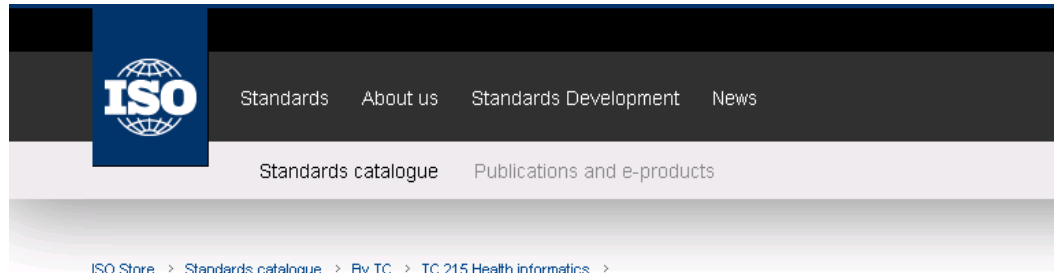 ISO
Standards About us Standards Development News
Standards catalogue Publications and e-products
ISO Store > Standards catalogue > By TC > TC 215 Health informatics >